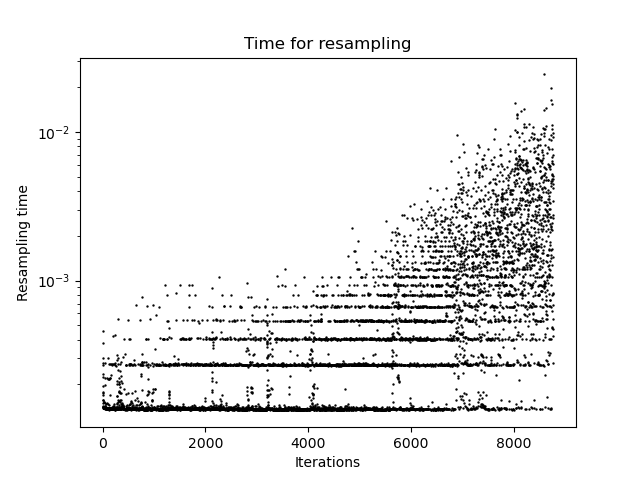 Time for resampling
Resampling time
10⁻²
10⁻³
0 2000 4000 6000 8000
Iterations